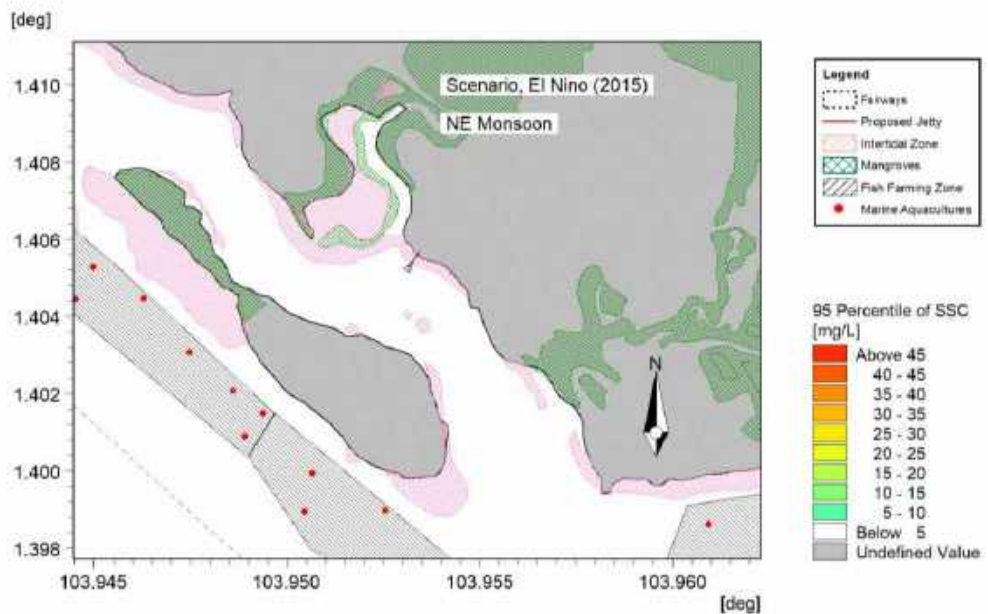 [deg]
1.410
1.408
1.406
1.404
1.402
1.400
1.398
103.945
103.950
103.955
103.960
[deg]
Scenario, El Nino (2015)
NE Monsoon
N
Legend
Fairways
Proposed Jetty
Intertidal Zone
Mangroves
Fish Farming Zone
Marine Aquacultures
95 Percentile of SSC
[mg/L]
Above 45
40 - 45
35 - 40
30 - 35
25 - 30
20 - 25
15 - 20
10 - 15
5 - 10
Below 5
Undefined Value